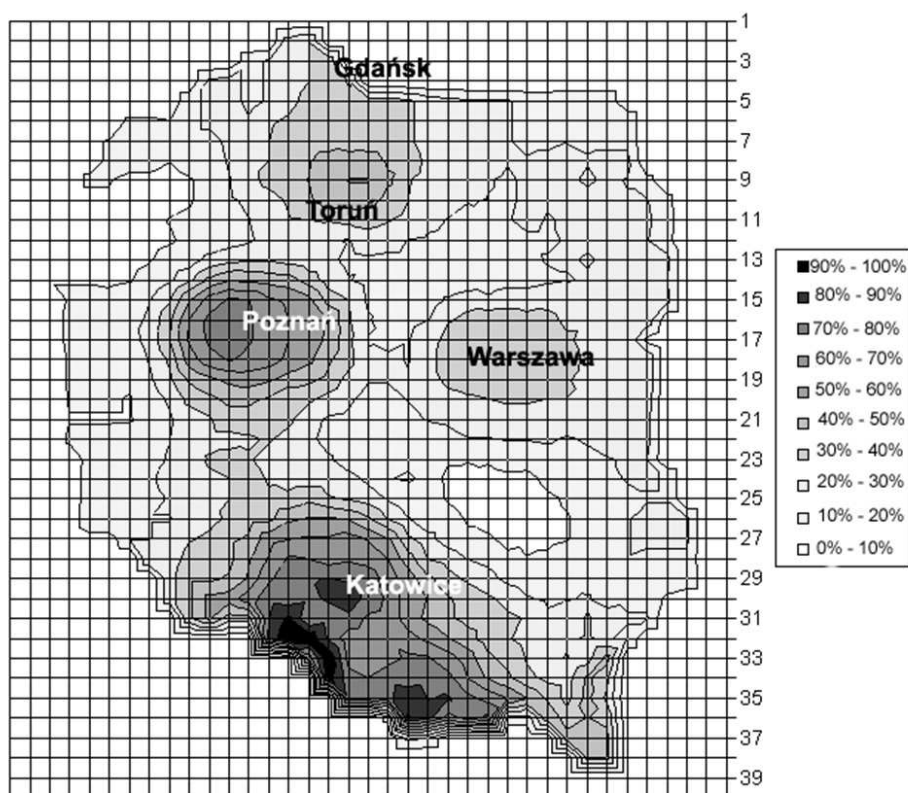 1
3
Gdańsk
5
7
9
Toruń
11
13
15
Poznań
17
Warszawa
19
21
23
25
27
29
Katowice
31
33
35
37
39
90% - 100%
80% - 90%
70% - 80%
60% - 70%
50% - 60%
40% - 50%
30% - 40%
20% - 30%
10% - 20%
0% - 10%